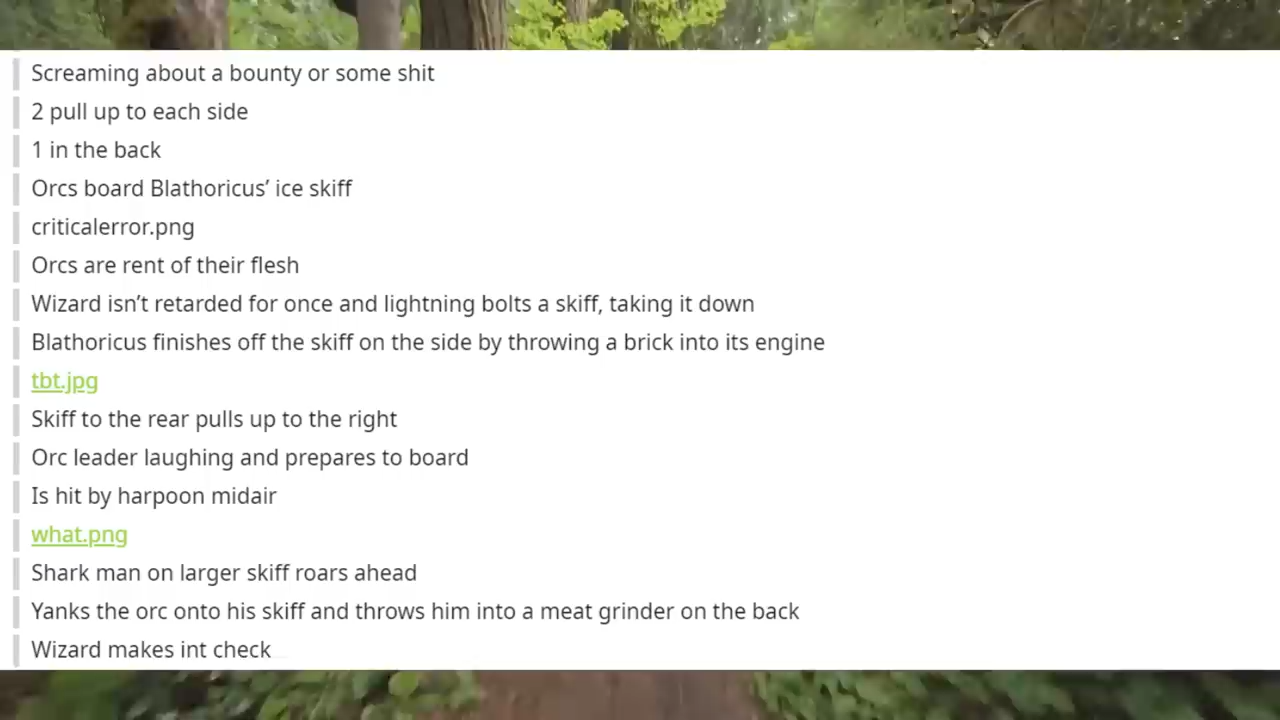 Screaming about a bounty or some shit
2 pull up to each side
1 in the back
Orcs board Blathoricus’ ice skiff
criticalerror.png
Orcs are rent of their flesh
Wizard isn’t retarded for once and lightning bolts a skiff, taking it down
Blathoricus finishes off the skiff on the side by throwing a brick into its engine
tbt.jpg
Skiff to the rear pulls up to the right
Orc leader laughing and prepares to board
Is hit by harpoon midair
what.png
Shark man on larger skiff roars ahead
Yanks the orc onto his skiff and throws him into a meat grinder on the back
Wizard makes int check